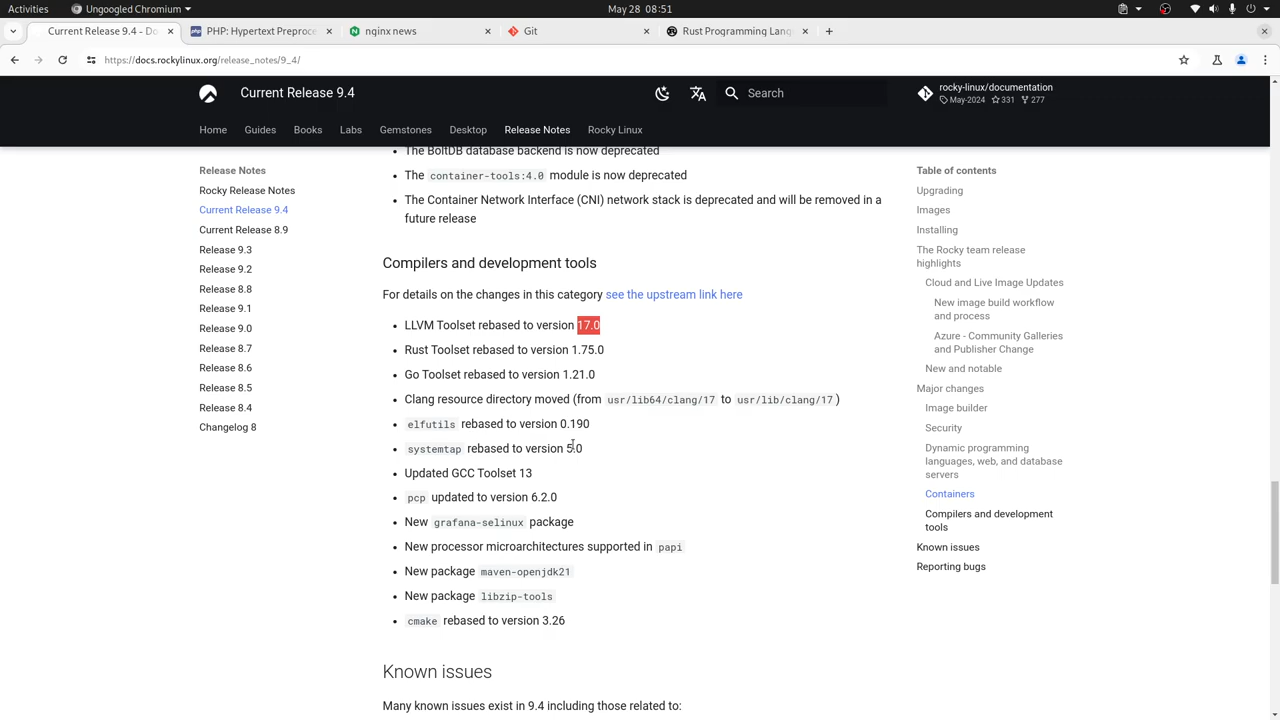 Activities
Ungoogled Chromium
May 28 08:51
Current Release 9.4 - Do
PHP: Hypertext Preproce
nginx news
Git
Rust Programming Lang
https://docs.rockylinux.org/release_notes/9_4/
Current Release 9.4
Search
rocky-linux/documentation
May-2024 331 277
Home Guides Books Labs Gemstones Desktop Release Notes Rocky Linux
Release Notes
Rocky Release Notes
Current Release 9.4
Current Release 8.9
Release 9.3
Release 9.2
Release 8.8
Release 9.1
Release 9.0
Release 8.7
Release 8.6
Release 8.5
Release 8.4
Changelog 8
The BoltDB database backend is now deprecated
The container-tools:4.0 module is now deprecated
The Container Network Interface (CNI) network stack is deprecated and will be removed in a
future release
Compilers and development tools
For details on the changes in this category see the upstream link here
LLVM Toolset rebased to version 17.0
Rust Toolset rebased to version 1.75.0
Go Toolset rebased to version 1.21.0
Clang resource directory moved (from usr/lib64/clang/17 to usr/lib/clang/17 )
elfutils rebased to version 0.190
systemtap rebased to version 5.0
Updated GCC Toolset 13
pcp updated to version 6.2.0
New grafana-selinux package
New processor microarchitectures supported in papi
New package maven-openjdk21
New package libzip-tools
cmake rebased to version 3.26
Known issues
Many known issues exist in 9.4 including those related to:
Table of contents
Upgrading
Images
Installing
The Rocky team release
highlights
Cloud and Live Image Updates
New image build workflow
and process
Azure - Community Galleries
and Publisher Change
New and notable
Major changes
Image builder
Security
Dynamic programming
languages, web, and database
servers
Containers
Compilers and development
tools
Known issues
Reporting bugs